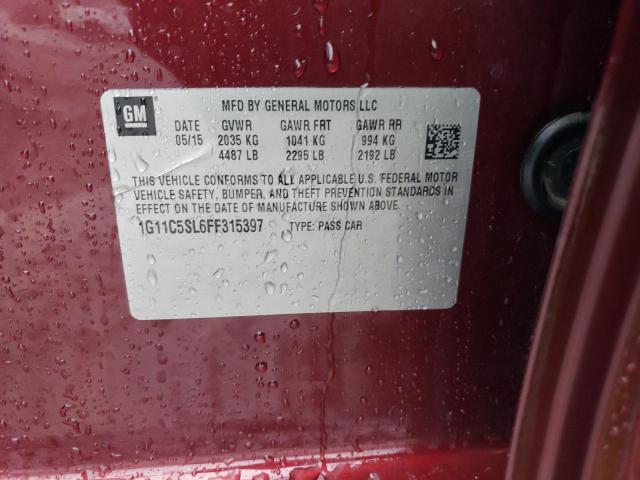 GM
MFD BY GENERAL MOTORS LLC
DATE GVWR GAWR FRT GAWR RR
05/15 2035 KG 1041 KG 994 KG
4487 LB 2295 LB 2192 LB
THIS VEHICLE CONFORMS TO ALL APPLICABLE U.S. FEDERAL MOTOR
VEHICLE SAFETY, BUMPER, AND THEFT PREVENTION STANDARDS
IN EFFECT ON THE DATE OF MANUFACTURE SHOWN ABOVE.
1G11C5SL6FF315397 TYPE: PASS CAR